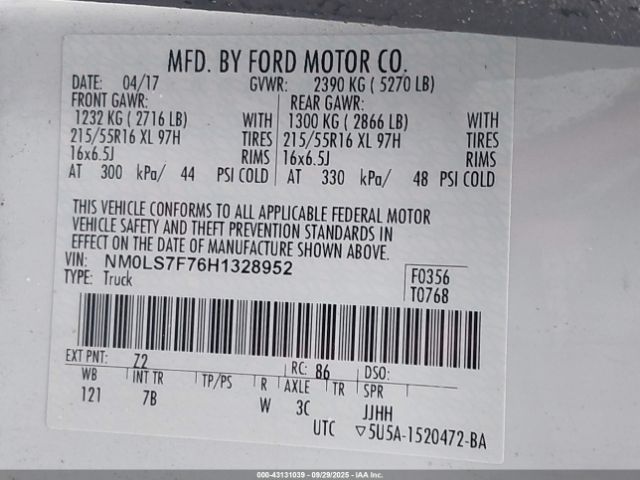 MFD. BY FORD MOTOR CO.
DATE: 04/17 GVWR: 2390 KG ( 5270 LB)
FRONT GAWR: REAR GAWR:
1232 KG ( 2716 LB) WITH 1300 KG ( 2866 LB) WITH
215/55R16 XL 97H TIRES 215/55R16 XL 97H TIRES
16x6.5J RIMS 16x6.5J RIMS
AT 300 kPa/ 44 PSI COLD AT 330 kPa/ 48 PSI COLD
THIS VEHICLE CONFORMS TO ALL APPLICABLE FEDERAL MOTOR
VEHICLE SAFETY AND THEFT PREVENTION STANDARDS IN
EFFECT ON THE DATE OF MANUFACTURE SHOWN ABOVE.
VIN: NM0LS7F76H1328952
TYPE: Truck
F0356
T0768
EXT PNT: Z2 RC: 86 DSO:
WB INT TR TP/PS R AXLE TR SPR
121 7B W 3C JJHH
UTC ▽5U5A-1520472-BA
000-43131039 - 09/29/2025 - IAA, Inc.